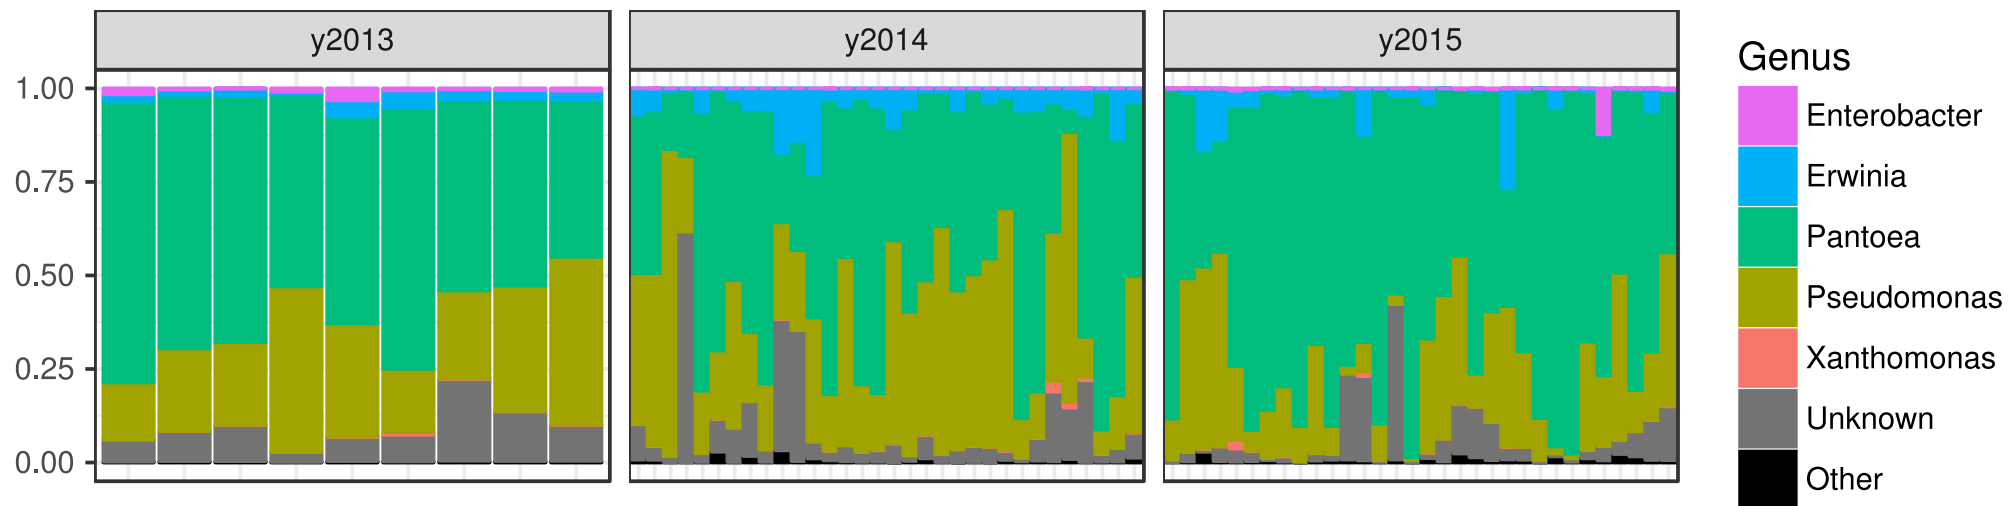 y2013 y2014 y2015
1.00
0.75
0.50
0.25
0.00
Genus
Enterobacter
Erwinia
Pantoea
Pseudomonas
Xanthomonas
Unknown
Other